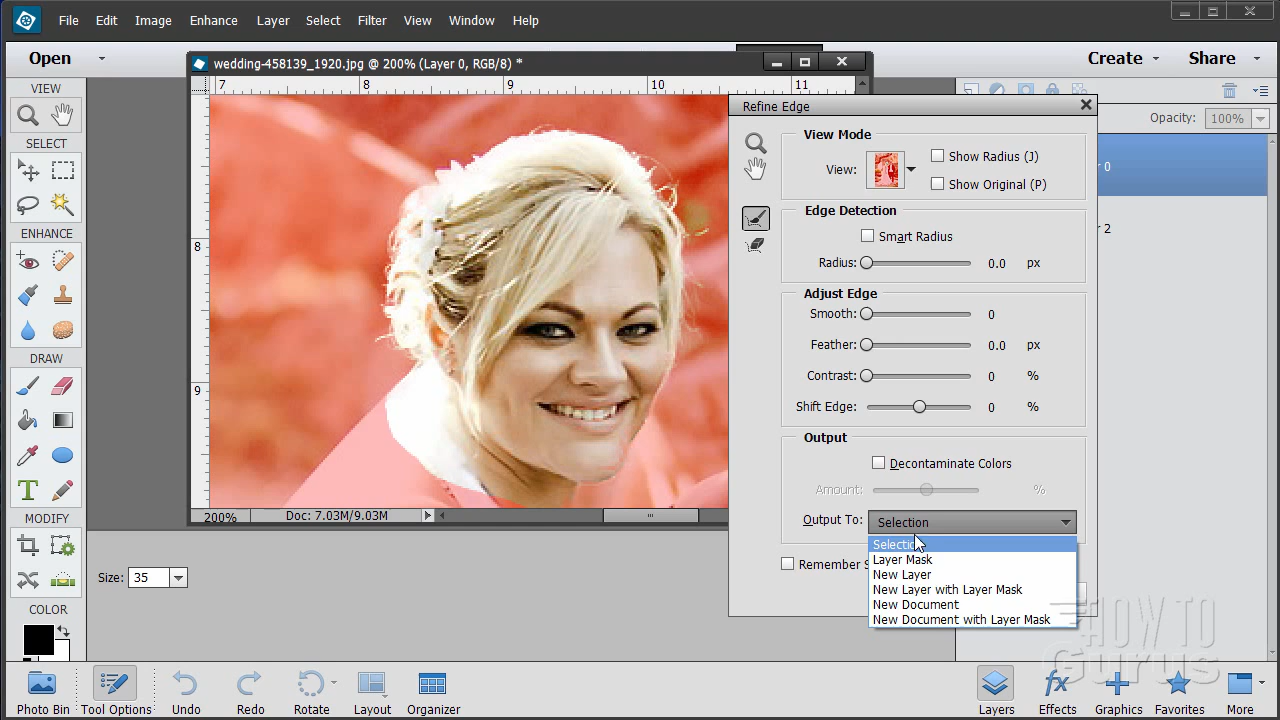 File Edit Image Enhance Layer Select Filter View Window Help
Open
Create
Share
VIEW
SELECT
ENHANCE
DRAW
MODIFY
COLOR
wedding-458139_1920.jpg @ 200% (Layer 0, RGB/8) *
7 8 9 10 11
8
9
200% Doc: 7.03M/9.03M
Opacity: 100%
0
2
Refine Edge
View Mode
View:
Show Radius (J)
Show Original (P)
Edge Detection
Smart Radius
Radius: 0.0 px
Adjust Edge
Smooth: 0
Feather: 0.0 px
Contrast: 0 %
Shift Edge: 0 %
Output
Decontaminate Colors
Amount: %
Output To: Selection
Selection
Layer Mask
New Layer
New Layer with Layer Mask
New Document
New Document with Layer Mask
Remember S
Size: 35
HOW TO
Gurus
Photo Bin Tool Options Undo Redo Rotate Layout Organizer Layers Effects Graphics Favorites More